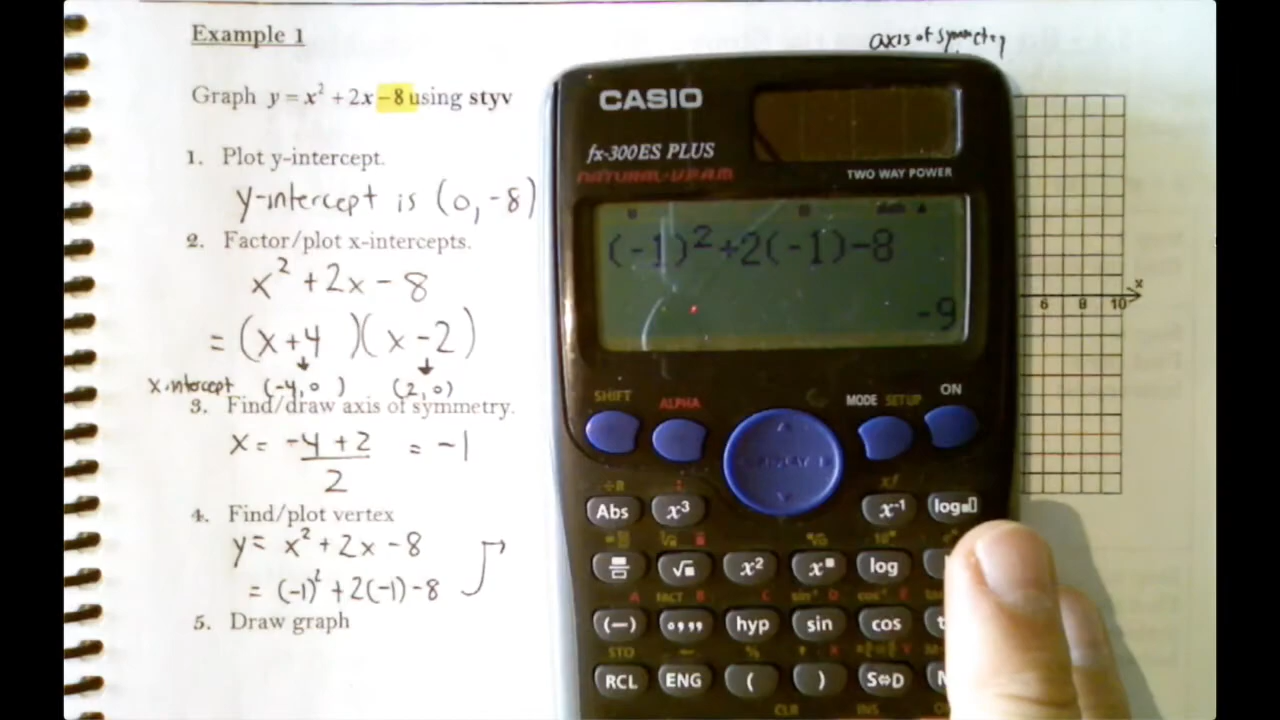 Example 1
axis of symmetry
Graph y = x² + 2x - 8 using styv
1. Plot y-intercept.
y-intercept is (0, -8)
2. Factor/plot x-intercepts.
x² + 2x - 8
= (x+4 )(x-2)
x-intercept (-4,0 ) (2,0)
3. Find/draw axis of symmetry.
x = -4+2 / 2 = -1
4. Find/plot vertex
y = x² + 2x - 8
= (-1)² + 2(-1) - 8
5. Draw graph
x
6 8 10
CASIO
fx-300ES PLUS
NATURAL-V.P.A.M.
TWO WAY POWER
(-1)²+2(-1)-8
-9
SHIFT ALPHA MODE SETUP ON
Abs x³ x⁻¹ log
√ x² log
(−) hyp sin cos
STO
RCL ENG ( ) S⇔D
CLR INS